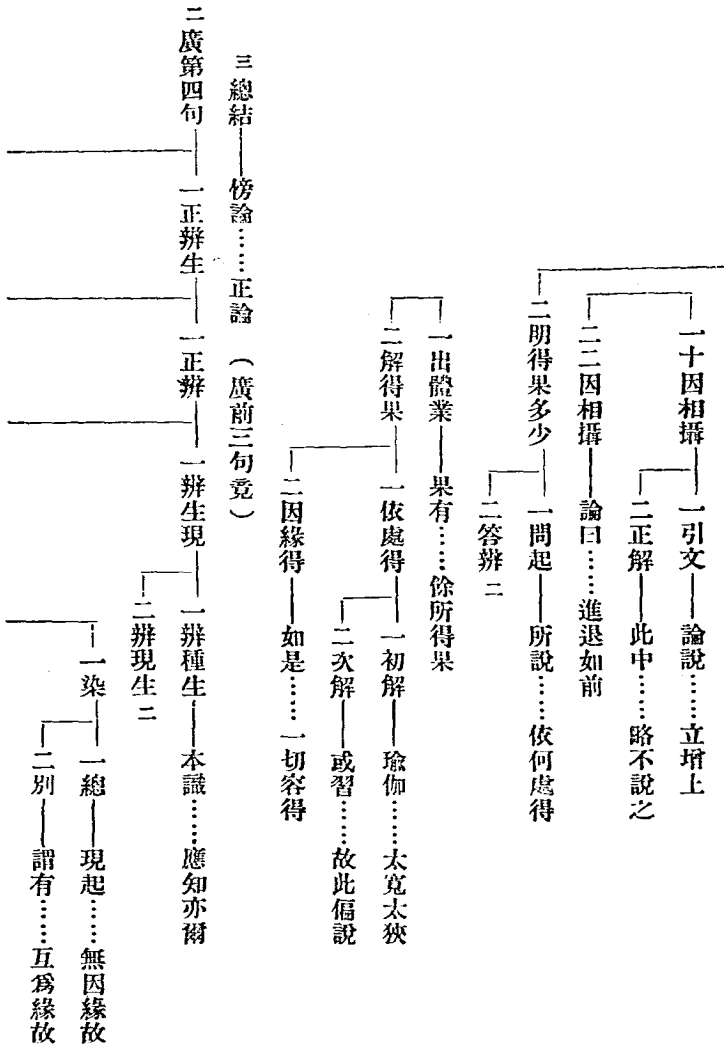 一十因相攝——一引文——論說……立增上
二正解——此中……略不說之
二二因相攝——論曰……進退如前
二明得果多少——一問起——所說……依何處得
二答辨 二
一出體業——果有……餘所得果
二解得果——一依處得——一初解——瑜伽……太寬太狹
二次解——或習……故此偏說
二因緣得——如是……一切容得
三總結——傍論……正論 （廣前三句竟）
二廣第四句——一正辨生——一正辨——一辨生現——一辨種生——本識……應知亦爾
二辨現生 二
一染——一總——現起……無因緣故
二別——謂有……互爲緣故